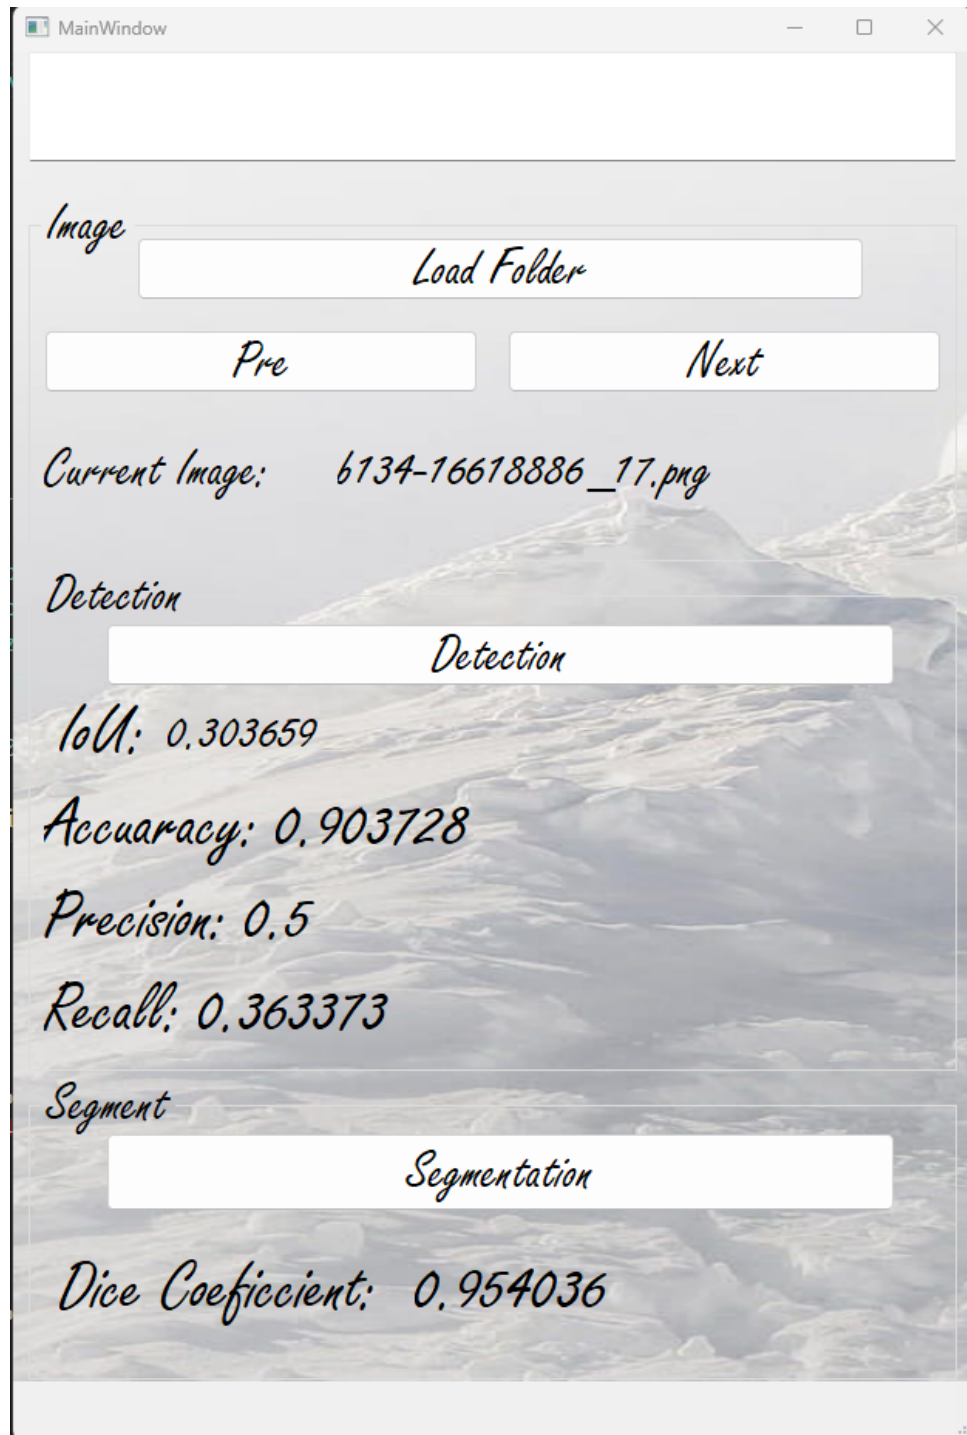 MainWindow
Image
Load Folder
Pre Next
Current Image: 6134-16618886_17.png
Detection
Detection
IoU: 0.303659
Accuaracy: 0.903728
Precision: 0.5
Recall: 0.363373
Segment
Segmentation
Dice Coeficcient: 0.954036